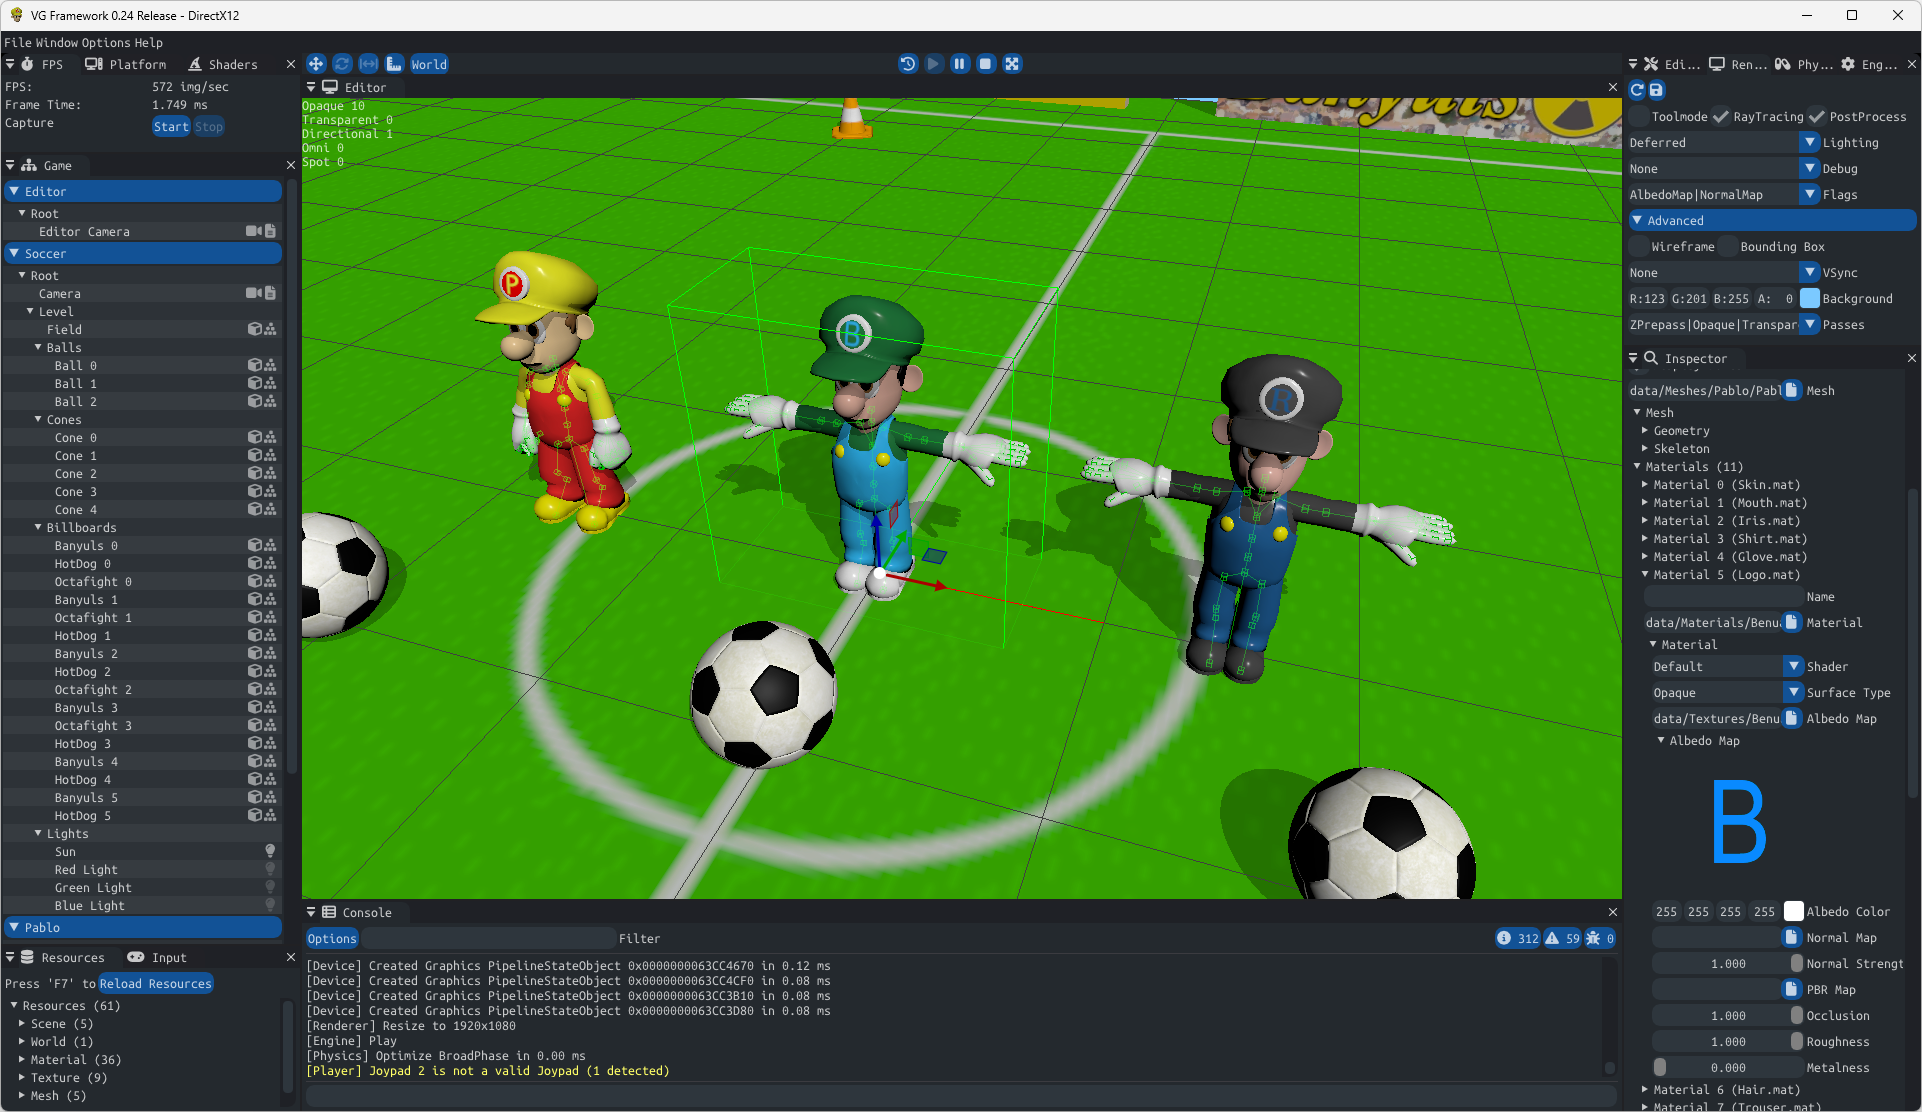 VG Framework 0.24 Release - DirectX12
File Window Options Help
FPS Platform Shaders
FPS: 572 img/sec
Frame Time: 1.749 ms
Capture Start Stop
Game
Editor
Root
Editor Camera
Soccer
Root
Camera
Level
Field
Balls
Ball 0
Ball 1
Ball 2
Cones
Cone 0
Cone 1
Cone 2
Cone 3
Cone 4
Billboards
Banyuls 0
HotDog 0
Octafight 0
Banyuls 1
Octafight 1
HotDog 1
Banyuls 2
HotDog 2
Octafight 2
Banyuls 3
Octafight 3
HotDog 3
Banyuls 4
HotDog 4
Banyuls 5
HotDog 5
Lights
Sun
Red Light
Green Light
Blue Light
Pablo
Resources Input
Press 'F7' to Reload Resources
Resources (61)
Scene (5)
World (1)
Material (36)
Texture (9)
Mesh (5)
World
Editor
Opaque 10
Transparent 0
Directional 1
Omni 0
Spot 0
Banyuls
P
B
R
Console
Options Filter 312 59 0
[Device] Created Graphics PipelineStateObject 0x0000000063CC4670 in 0.12 ms
[Device] Created Graphics PipelineStateObject 0x0000000063CC4CF0 in 0.08 ms
[Device] Created Graphics PipelineStateObject 0x0000000063CC3B10 in 0.08 ms
[Device] Created Graphics PipelineStateObject 0x0000000063CC3D80 in 0.08 ms
[Renderer] Resize to 1920x1080
[Engine] Play
[Physics] Optimize BroadPhase in 0.00 ms
[Player] Joypad 2 is not a valid Joypad (1 detected)
Edi... Ren... Phy... Eng...
Toolmode RayTracing PostProcess
Deferred Lighting
None Debug
AlbedoMap|NormalMap Flags
Advanced
Wireframe Bounding Box
None VSync
R:123 G:201 B:255 A: 0 Background
ZPrepass|Opaque|Transpar Passes
Inspector
data/Meshes/Pablo/Pabl Mesh
Mesh
Geometry
Skeleton
Materials (11)
Material 0 (Skin.mat)
Material 1 (Mouth.mat)
Material 2 (Iris.mat)
Material 3 (Shirt.mat)
Material 4 (Glove.mat)
Material 5 (Logo.mat)
Name
data/Materials/Benu Material
Material
Default Shader
Opaque Surface Type
data/Textures/Benu Albedo Map
Albedo Map
B
255 255 255 255 Albedo Color
Normal Map
1.000 Normal Strengt
PBR Map
1.000 Occlusion
1.000 Roughness
0.000 Metalness
Material 6 (Hair.mat)
Material 7 (Trouser.mat)